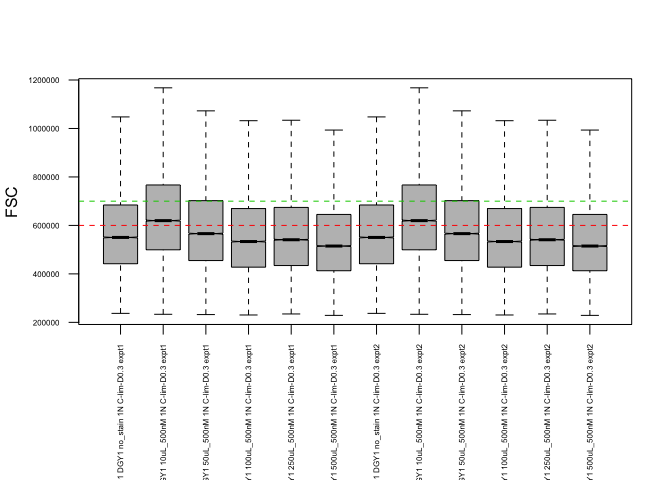 FSC
1200000
1000000
800000
600000
400000
200000
1 DGY1 no_stain 1N C-lim-D0.3 expt1
GY1 10uL_500nM 1N C-lim-D0.3 expt1
GY1 50uL_500nM 1N C-lim-D0.3 expt1
Y1 100uL_500nM 1N C-lim-D0.3 expt1
Y1 250uL_500nM 1N C-lim-D0.3 expt1
Y1 500uL_500nM 1N C-lim-D0.3 expt1
1 DGY1 no_stain 1N C-lim-D0.3 expt2
GY1 10uL_500nM 1N C-lim-D0.3 expt2
GY1 50uL_500nM 1N C-lim-D0.3 expt2
Y1 100uL_500nM 1N C-lim-D0.3 expt2
Y1 250uL_500nM 1N C-lim-D0.3 expt2
Y1 500uL_500nM 1N C-lim-D0.3 expt2